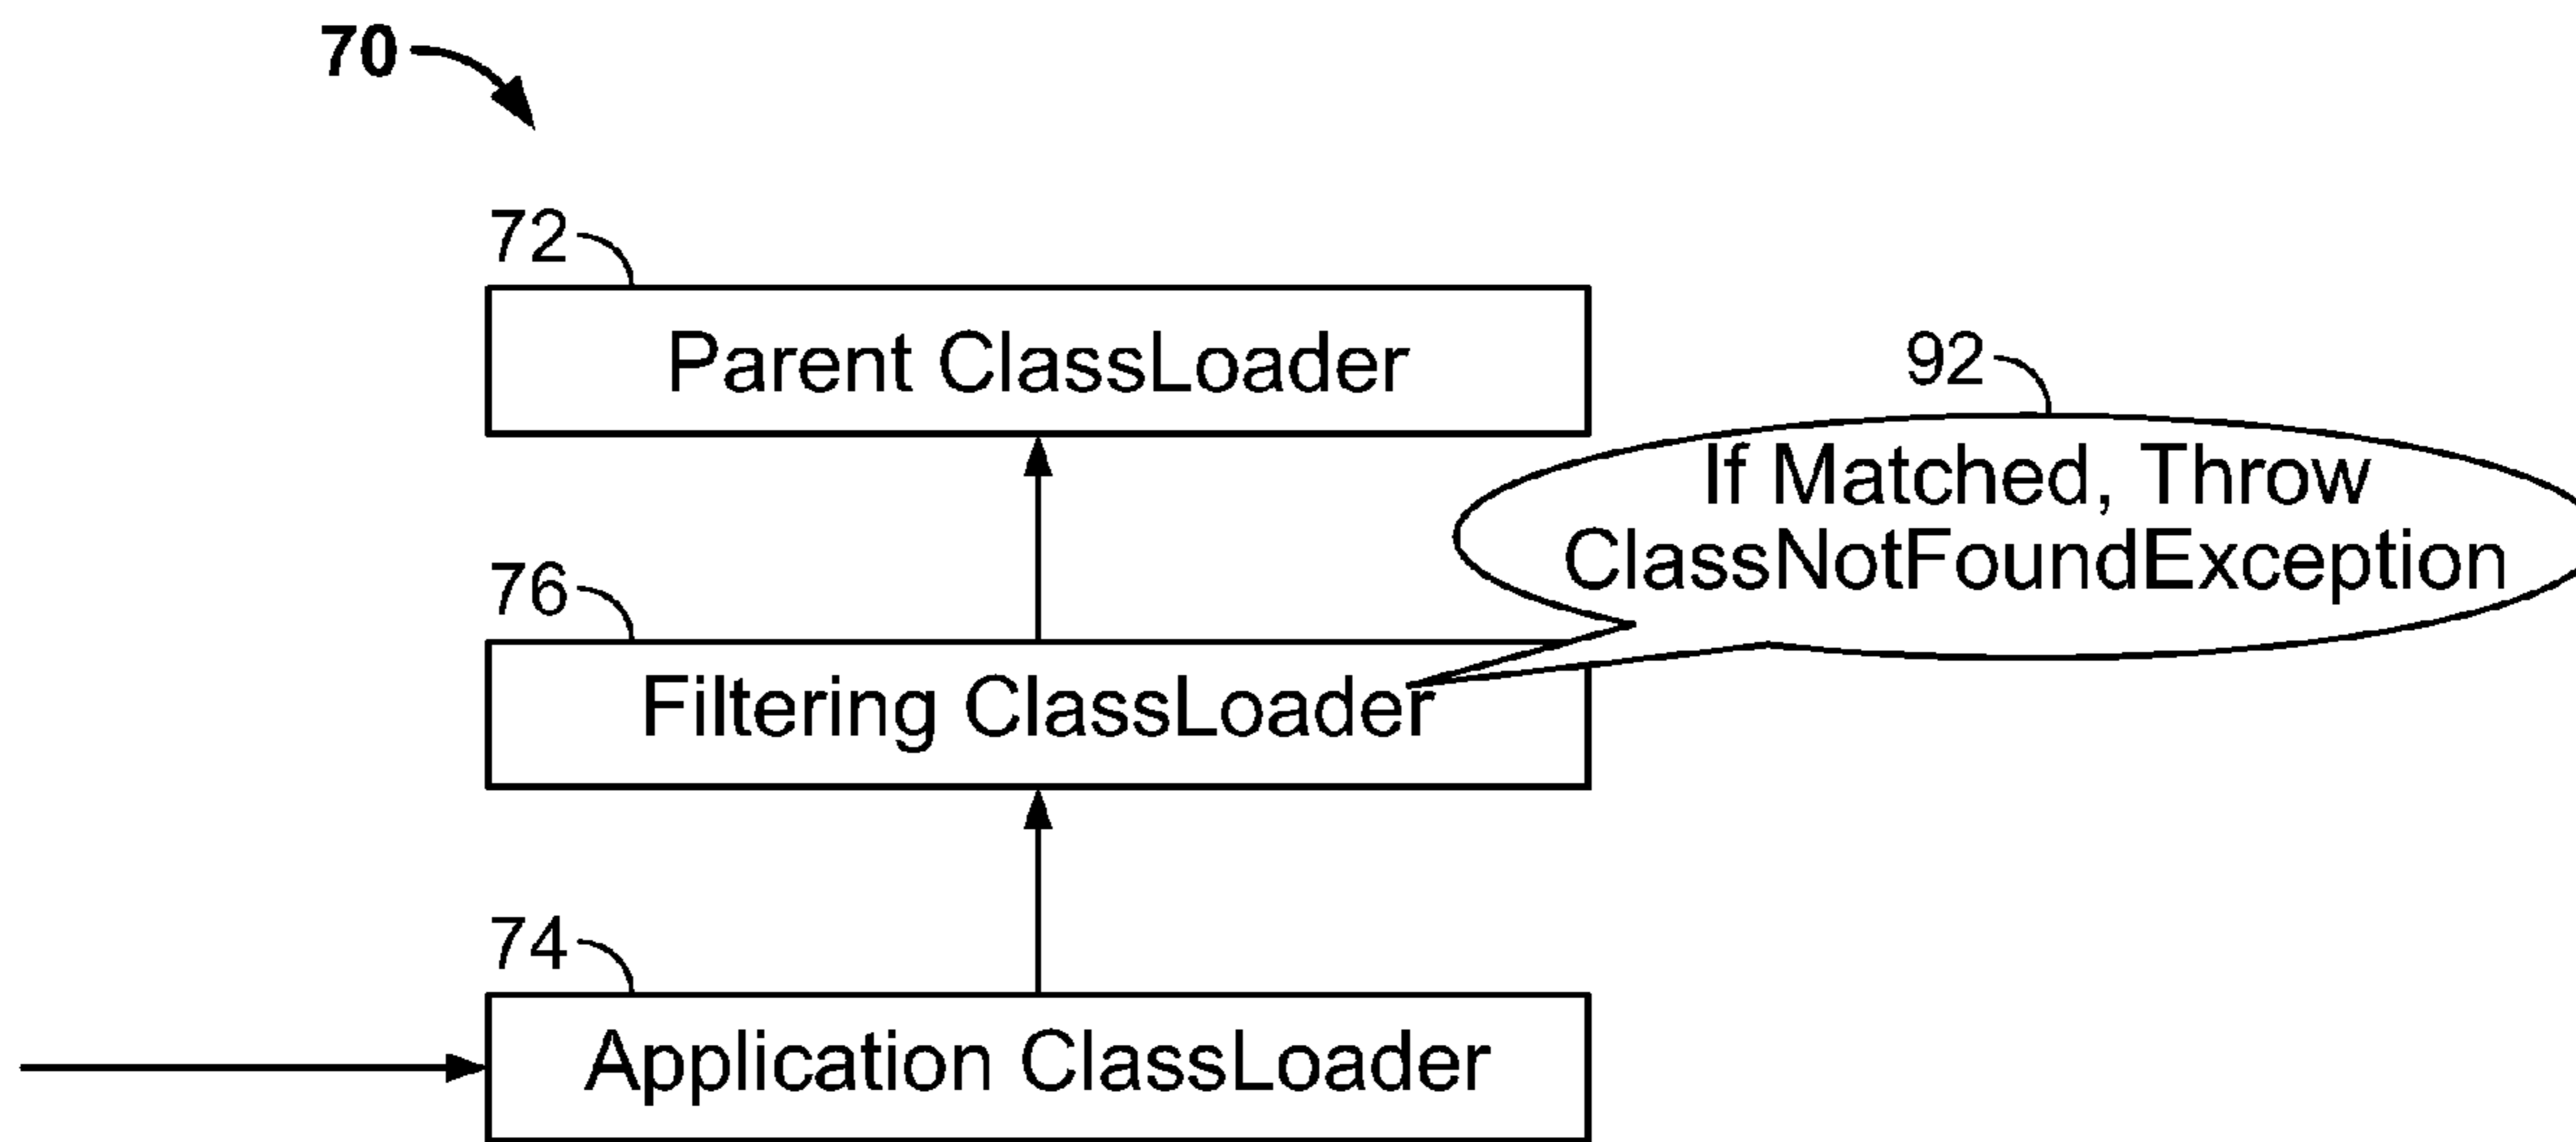 70
72
Parent ClassLoader
92
If Matched, Throw
ClassNotFoundException
76
Filtering ClassLoader
74
Application ClassLoader